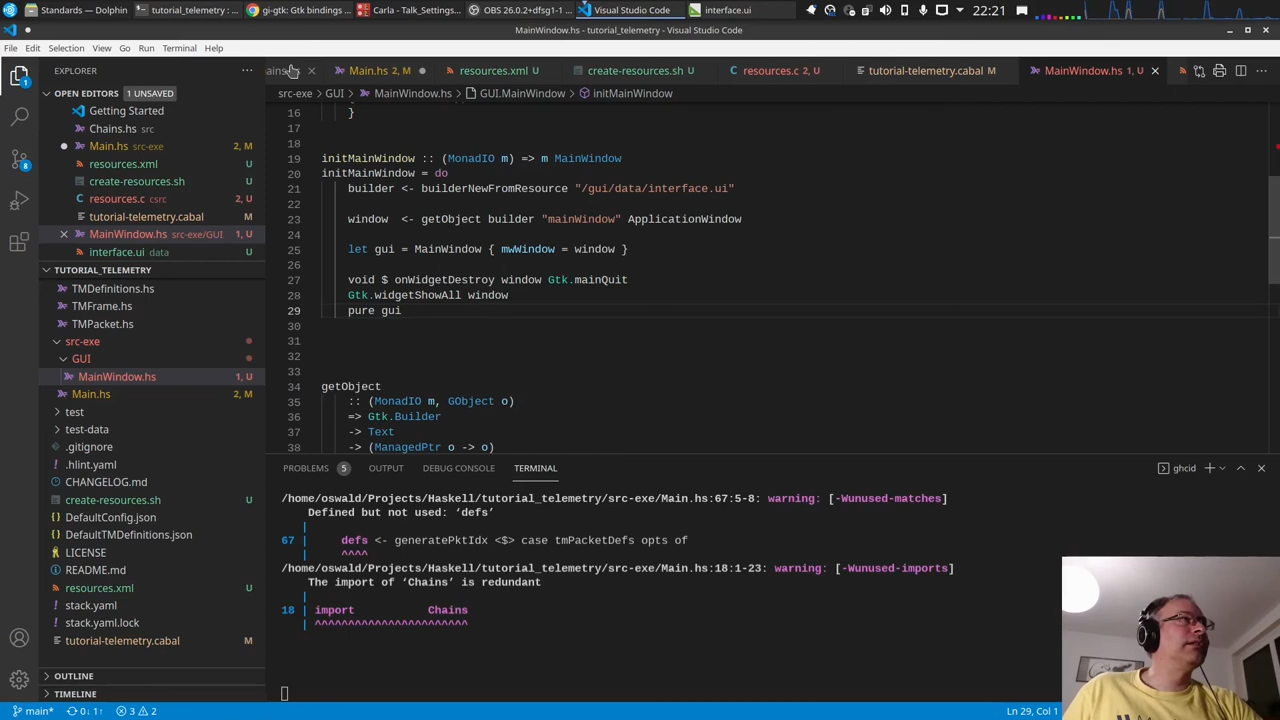 Standards — Dolphin
tutorial_telemetry : ...
gi-gtk: Gtk bindings ...
Carla - Talk_Settings...
OBS 26.0.2+dfsg1-1 ...
Visual Studio Code
interface.ui
22:21
MainWindow.hs - tutorial_telemetry - Visual Studio Code
File Edit Selection View Go Run Terminal Help
EXPLORER
Main.hs 2, M
resources.xml U
create-resources.sh U
resources.c 2, U
tutorial-telemetry.cabal M
MainWindow.hs 1, U
src-exe > GUI > MainWindow.hs > GUI.MainWindow > initMainWindow
OPEN EDITORS 1 UNSAVED
Getting Started
Chains.hs src
Main.hs src-exe 2, M
resources.xml U
create-resources.sh U
resources.c csrc 2, U
tutorial-telemetry.cabal M
MainWindow.hs src-exe/GUI 1, U
interface.ui data U
TUTORIAL_TELEMETRY
TMDefinitions.hs
TMFrame.hs
TMPacket.hs
src-exe
GUI
MainWindow.hs 1, U
Main.hs 2, M
test
test-data
.gitignore
.hlint.yaml
CHANGELOG.md
create-resources.sh U
DefaultConfig.json
DefaultTMDefinitions.json
LICENSE
README.md
resources.xml U
stack.yaml
stack.yaml.lock
tutorial-telemetry.cabal M
OUTLINE
TIMELINE
16 }
17
18
19 initMainWindow :: (MonadIO m) => m MainWindow
20 initMainWindow = do
21 builder <- builderNewFromResource "/gui/data/interface.ui"
22
23 window <- getObject builder "mainWindow" ApplicationWindow
24
25 let gui = MainWindow { mwWindow = window }
26
27 void $ onWidgetDestroy window Gtk.mainQuit
28 Gtk.widgetShowAll window
29 pure gui
30
31
32
33
34 getObject
35 :: (MonadIO m, GObject o)
36 => Gtk.Builder
37 -> Text
38 -> (ManagedPtr o -> o)
PROBLEMS 5 OUTPUT DEBUG CONSOLE TERMINAL
ghcid
/home/oswald/Projects/Haskell/tutorial_telemetry/src-exe/Main.hs:67:5-8: warning: [-Wunused-matches]
Defined but not used: ‘defs’
|
67 | defs <- generatePktIdx <$> case tmPacketDefs opts of
| ^^^^
/home/oswald/Projects/Haskell/tutorial_telemetry/src-exe/Main.hs:18:1-23: warning: [-Wunused-imports]
The import of ‘Chains’ is redundant
|
18 | import Chains
| ^^^^^^^^^^^^^^^^^^^^^^^
main* 0↓ 1↑ 3 2
Ln 29, Col 1